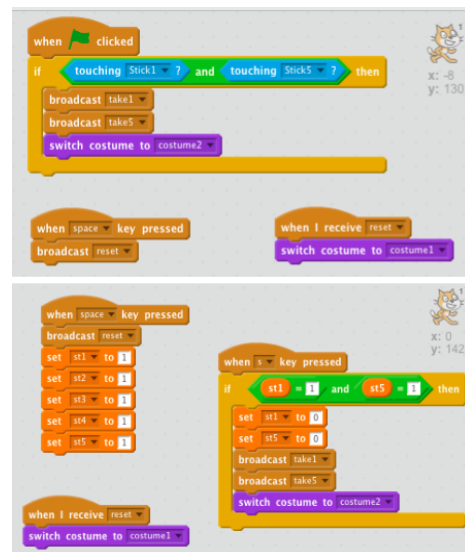 when clicked
if touching Stick1 ? and touching Stick5 ? then
broadcast take1
broadcast take5
switch costume to costume2
x: -8
y: 130
when space key pressed
broadcast reset
when I receive reset
switch costume to costume1
when space key pressed
broadcast reset
set st1 to 1
set st2 to 1
set st3 to 1
set st4 to 1
set st5 to 1
when I receive reset
switch costume to costume1
x: 0
y: 142
when s key pressed
if st1 = 1 and st5 = 1 then
set st1 to 0
set st5 to 0
broadcast take1
broadcast take5
switch costume to costume2